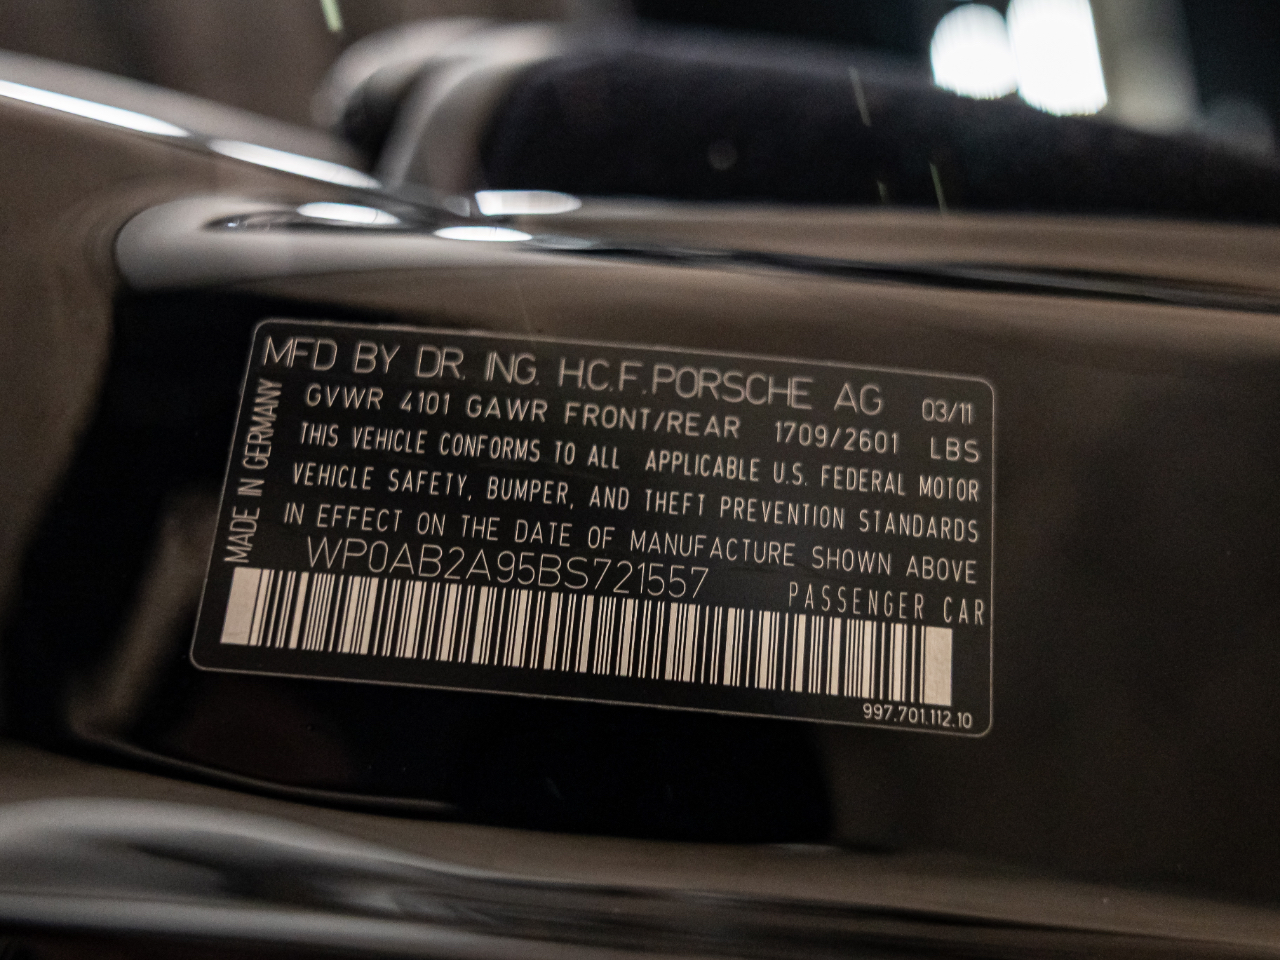 MFD BY DR. ING. H.C.F. PORSCHE AG 03/11
GVWR 4101 GAWR FRONT/REAR 1709/2601 LBS
THIS VEHICLE CONFORMS TO ALL APPLICABLE U.S. FEDERAL MOTOR
VEHICLE SAFETY, BUMPER, AND THEFT PREVENTION STANDARDS
IN EFFECT ON THE DATE OF MANUFACTURE SHOWN ABOVE
WP0AB2A95BS721557 PASSENGER CAR
997.701.112.10
MADE IN GERMANY